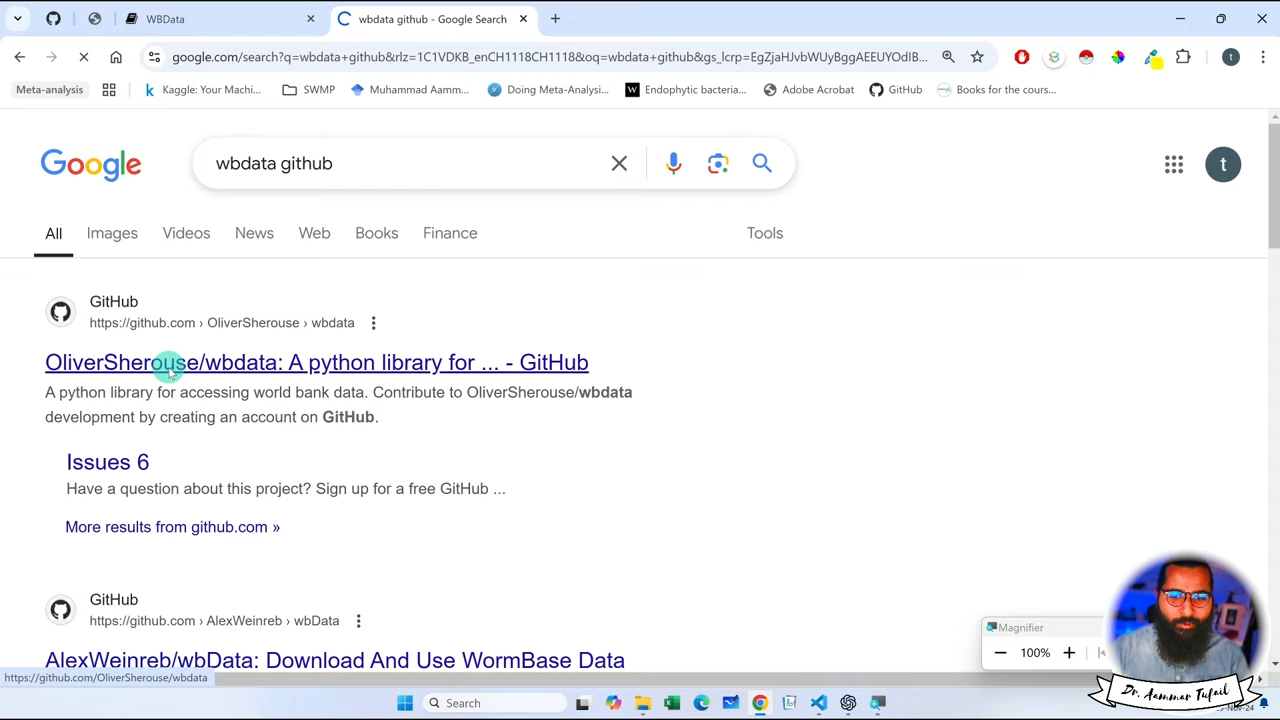 WBData
wbdata github - Google Search
google.com/search?q=wbdata+github&rlz=1C1VDKB_enCH1118CH1118&oq=wbdata+github&gs_lcrp=EgZjaHJvbWUyBggAEEUYOdIB...
Meta-analysis
Kaggle: Your Machi...
SWMP
Muhammad Aamm...
Doing Meta-Analysi...
W
Endophytic bacteria...
Adobe Acrobat
GitHub
Books for the cours...
t
Google
wbdata github
t
All
Images
Videos
News
Web
Books
Finance
Tools
GitHub
https://github.com › OliverSherouse › wbdata
OliverSherouse/wbdata: A python library for ... - GitHub
A python library for accessing world bank data. Contribute to OliverSherouse/wbdata
development by creating an account on GitHub.
Issues 6
Have a question about this project? Sign up for a free GitHub ...
More results from github.com »
GitHub
https://github.com › AlexWeinreb › wbData
AlexWeinreb/wbData: Download And Use WormBase Data
Magnifier
100%
https://github.com/OliverSherouse/wbdata
Search
Dr. Aammar Tufail